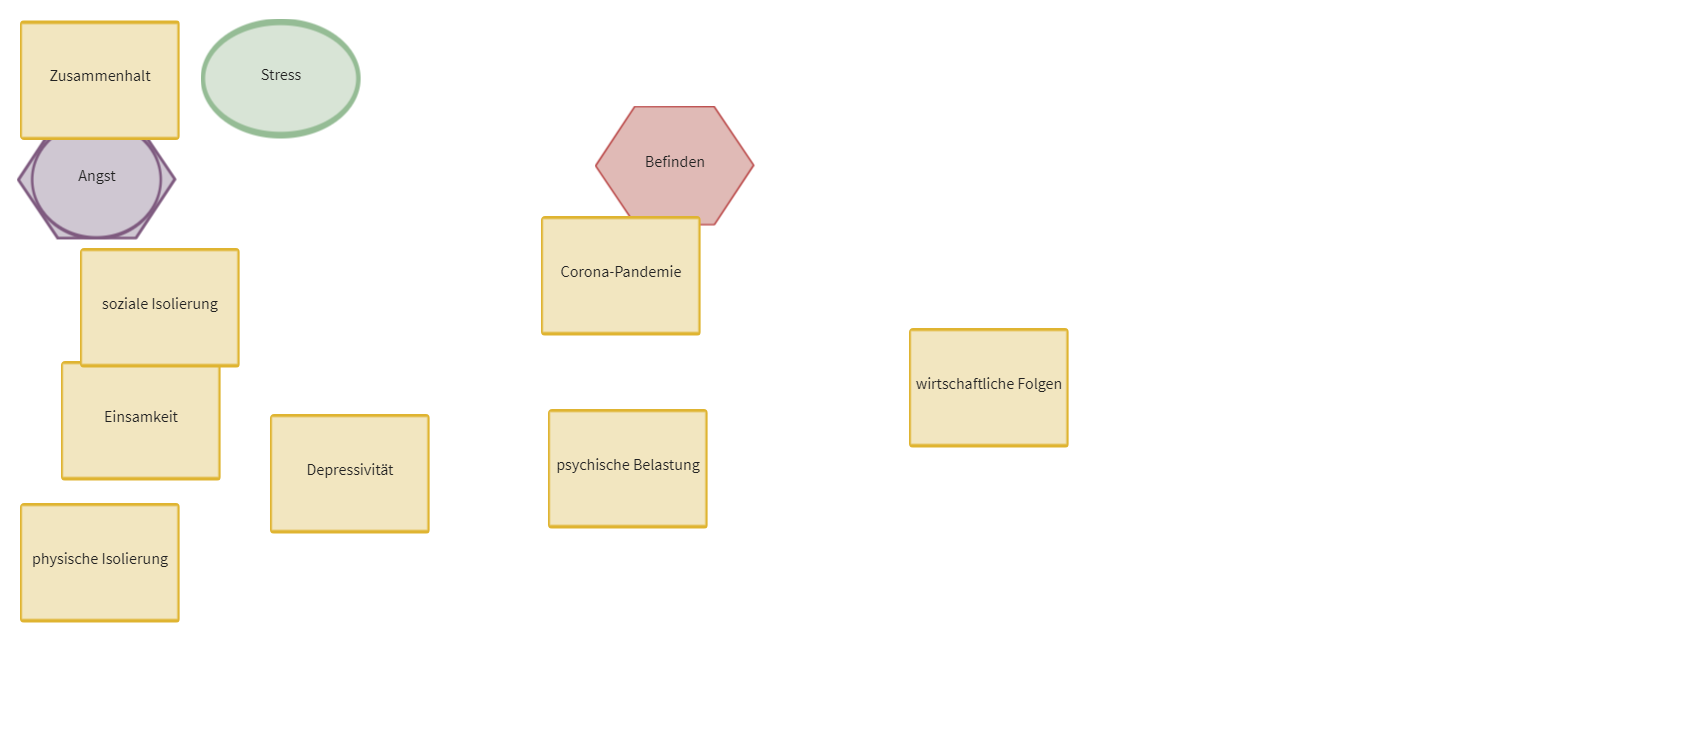 Zusammenhalt
Stress
Befinden
Angst
Corona-Pandemie
soziale Isolierung
wirtschaftliche Folgen
Einsamkeit
Depressivität
psychische Belastung
physische Isolierung